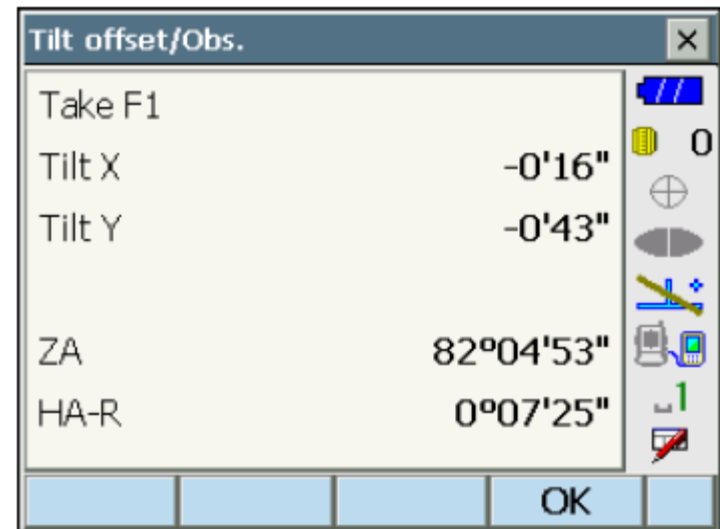 Tilt offset/Obs.
Take F1
Tilt X -0'16"
0
Tilt Y -0'43"
ZA 82º04'53"
HA-R 0º07'25"
1
OK